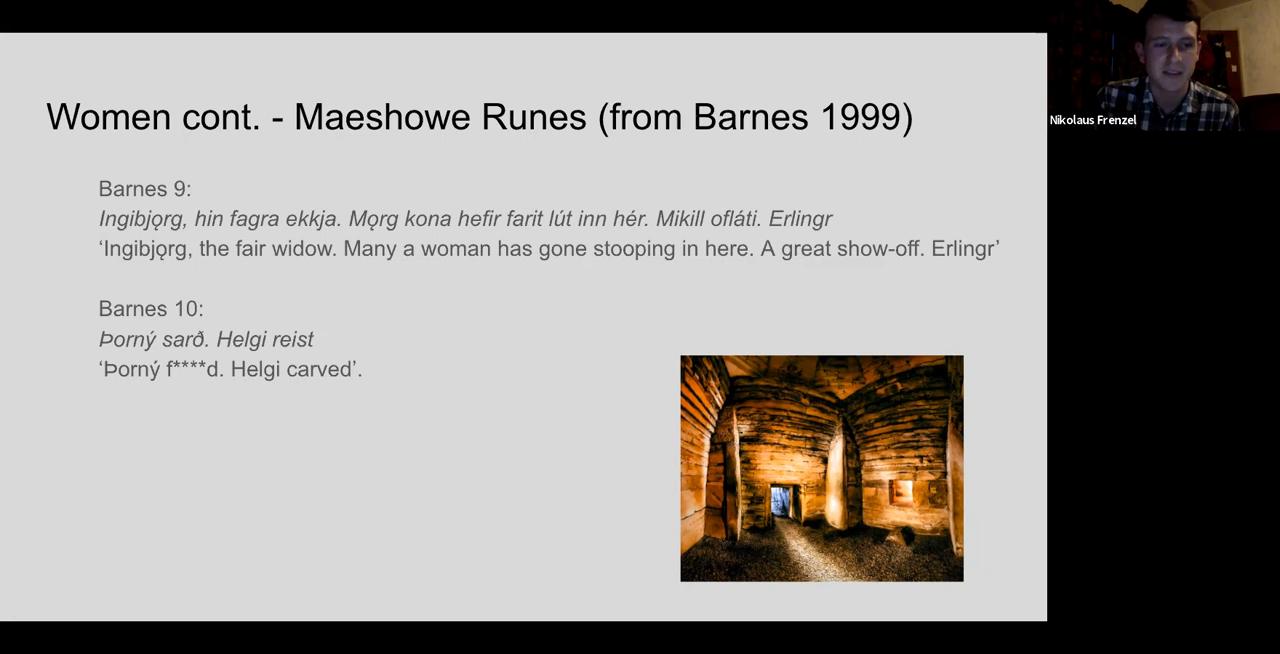 Women cont. - Maeshowe Runes (from Barnes 1999)
Nikolaus Frenzel
Barnes 9:
Ingibjǫrg, hin fagra ekkja. Mǫrg kona hefir farit lút inn hér. Mikill ofláti. Erlingr
‘Ingibjǫrg, the fair widow. Many a woman has gone stooping in here. A great show-off. Erlingr’
Barnes 10:
Þorný sarð. Helgi reist
‘Þorný f****d. Helgi carved’.